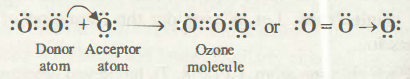 :Ö::Ö: + Ö: ⟶ :Ö::Ö:Ö: or :Ö = Ö→Ö:
Donor Acceptor Ozone
atom atom molecule